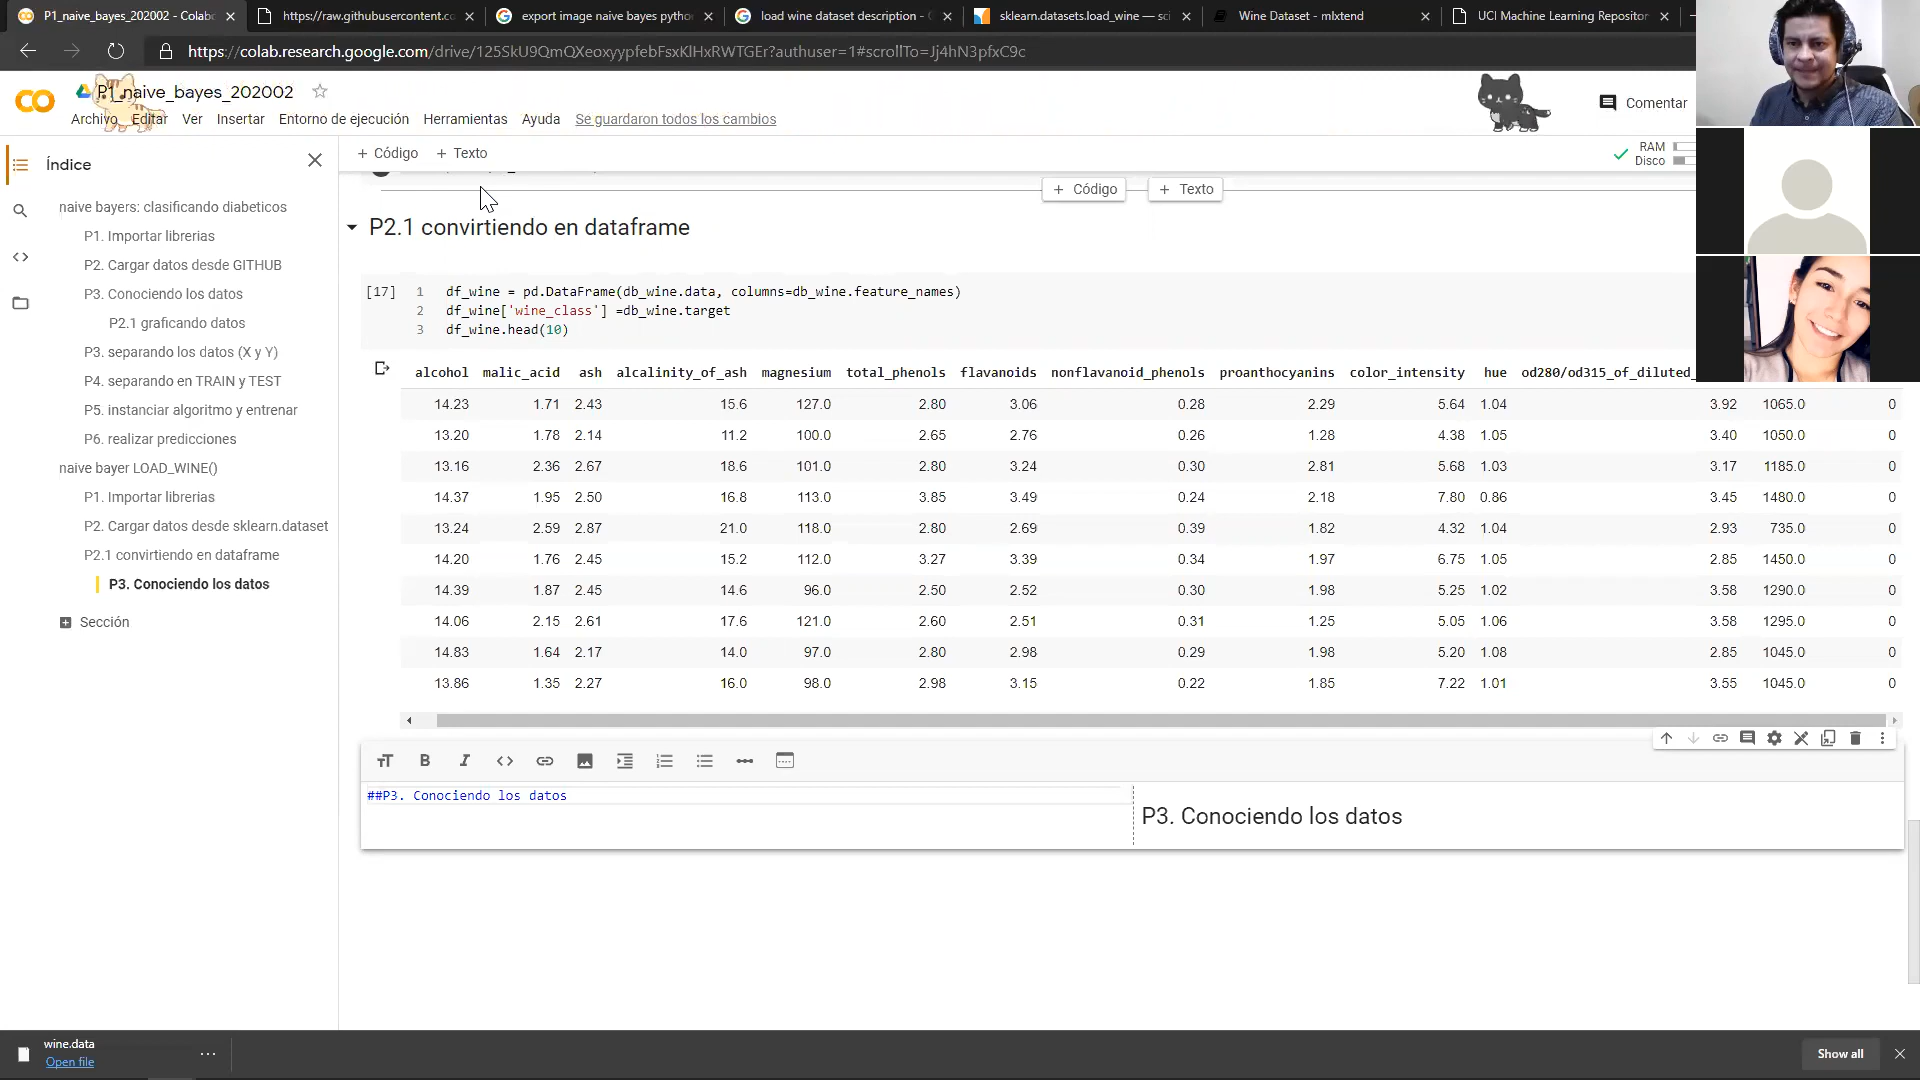 P1_naive_bayes_202002 - Colabo
https://raw.githubusercontent.co
export image naive bayes python
load wine dataset description - G
sklearn.datasets.load_wine — sci
Wine Dataset - mlxtend
UCI Machine Learning Repositor
https://colab.research.google.com/drive/125SkU9QmQXeoxyypfebFsxKlHxRWTGEr?authuser=1#scrollTo=Jj4hN3pfxC9c
P1_naive_bayes_202002
Comentar
Archivo Editar Ver Insertar Entorno de ejecución Herramientas Ayuda Se guardaron todos los cambios
Índice
+ Código + Texto
RAM
Disco
+ Código + Texto
naive bayers: clasificando diabeticos
P1. Importar librerias
P2. Cargar datos desde GITHUB
P3. Conociendo los datos
P2.1 graficando datos
P3. separando los datos (X y Y)
P4. separando en TRAIN y TEST
P5. instanciar algoritmo y entrenar
P6. realizar predicciones
naive bayer LOAD_WINE()
P1. Importar librerias
P2. Cargar datos desde sklearn.dataset
P2.1 convirtiendo en dataframe
P3. Conociendo los datos
Sección
P2.1 convirtiendo en dataframe
[17] 1 df_wine = pd.DataFrame(db_wine.data, columns=db_wine.feature_names)
2 df_wine['wine_class'] =db_wine.target
3 df_wine.head(10)
alcohol malic_acid ash alcalinity_of_ash magnesium total_phenols flavanoids nonflavanoid_phenols proanthocyanins color_intensity hue od280/od315_of_diluted_
14.23 1.71 2.43 15.6 127.0 2.80 3.06 0.28 2.29 5.64 1.04 3.92 1065.0 0
13.20 1.78 2.14 11.2 100.0 2.65 2.76 0.26 1.28 4.38 1.05 3.40 1050.0 0
13.16 2.36 2.67 18.6 101.0 2.80 3.24 0.30 2.81 5.68 1.03 3.17 1185.0 0
14.37 1.95 2.50 16.8 113.0 3.85 3.49 0.24 2.18 7.80 0.86 3.45 1480.0 0
13.24 2.59 2.87 21.0 118.0 2.80 2.69 0.39 1.82 4.32 1.04 2.93 735.0 0
14.20 1.76 2.45 15.2 112.0 3.27 3.39 0.34 1.97 6.75 1.05 2.85 1450.0 0
14.39 1.87 2.45 14.6 96.0 2.50 2.52 0.30 1.98 5.25 1.02 3.58 1290.0 0
14.06 2.15 2.61 17.6 121.0 2.60 2.51 0.31 1.25 5.05 1.06 3.58 1295.0 0
14.83 1.64 2.17 14.0 97.0 2.80 2.98 0.29 1.98 5.20 1.08 2.85 1045.0 0
13.86 1.35 2.27 16.0 98.0 2.98 3.15 0.22 1.85 7.22 1.01 3.55 1045.0 0
##P3. Conociendo los datos
P3. Conociendo los datos
wine.data
Open file
Show all